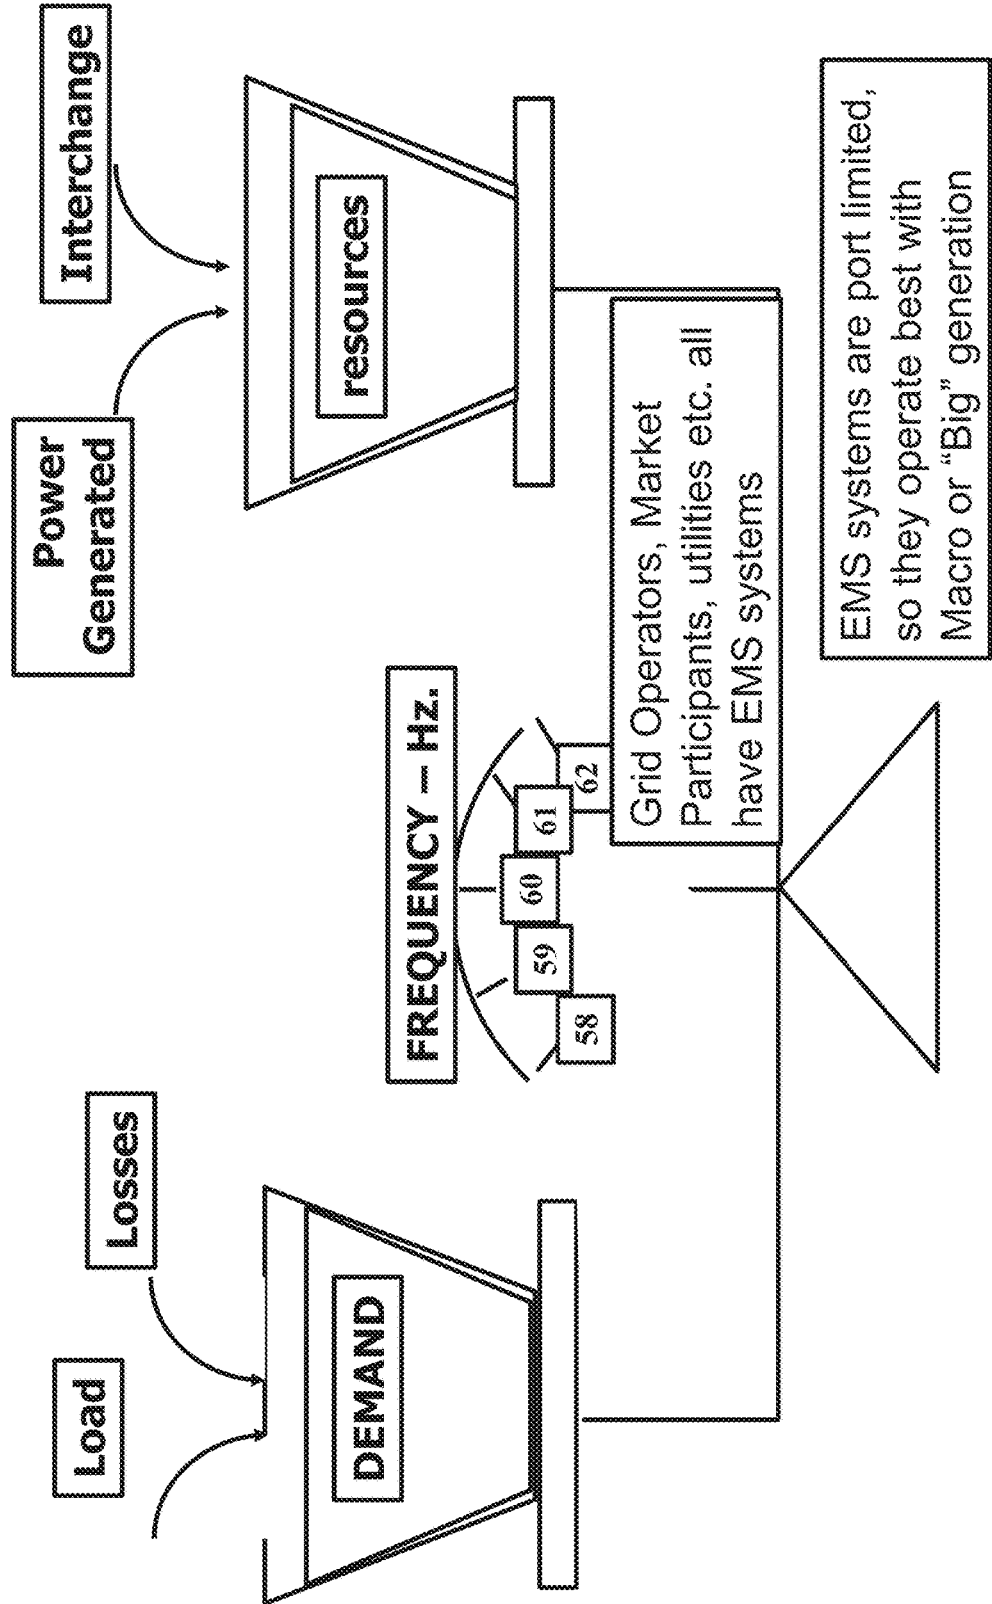 Load
Losses
DEMAND
FREQUENCY – Hz.
58
59
60
61
62
Power
Generated
Interchange
resources
Grid Operators, Market
Participants, utilities etc. all
have EMS systems
EMS systems are port limited,
so they operate best with
Macro or “Big” generation